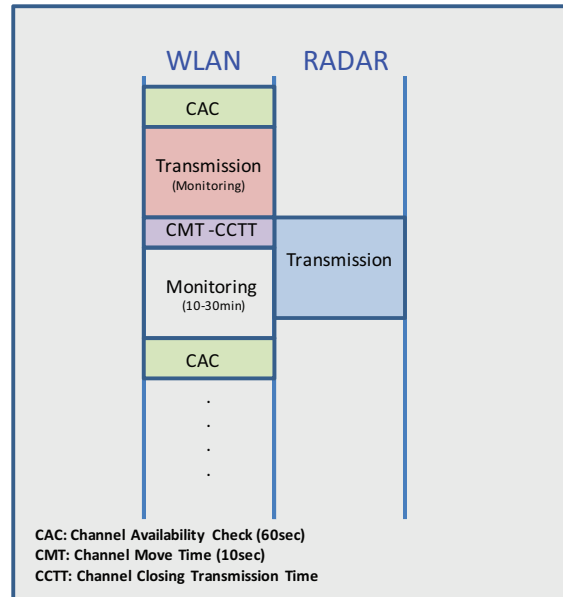 WLAN RADAR
CAC
Transmission
(Monitoring)
CMT -CCTT
Transmission
Monitoring
(10-30min)
CAC
.
.
.
.
CAC: Channel Availability Check (60sec)
CMT: Channel Move Time (10sec)
CCTT: Channel Closing Transmission Time